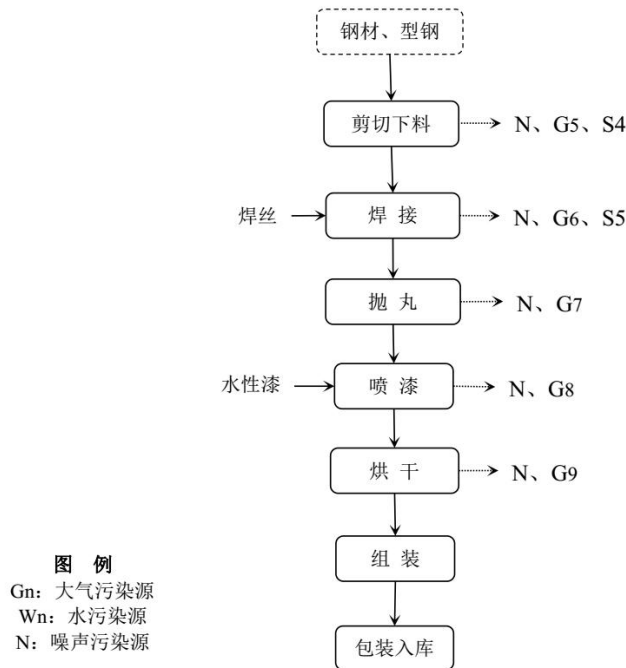 钢材、型钢
剪切下料
N、G5、S4
焊丝
焊 接
N、G6、S5
抛 丸
N、G7
水性漆
喷 漆
N、G8
烘 干
N、G9
组 装
包装入库
图 例
Gn：大气污染源
Wn：水污染源
N：噪声污染源